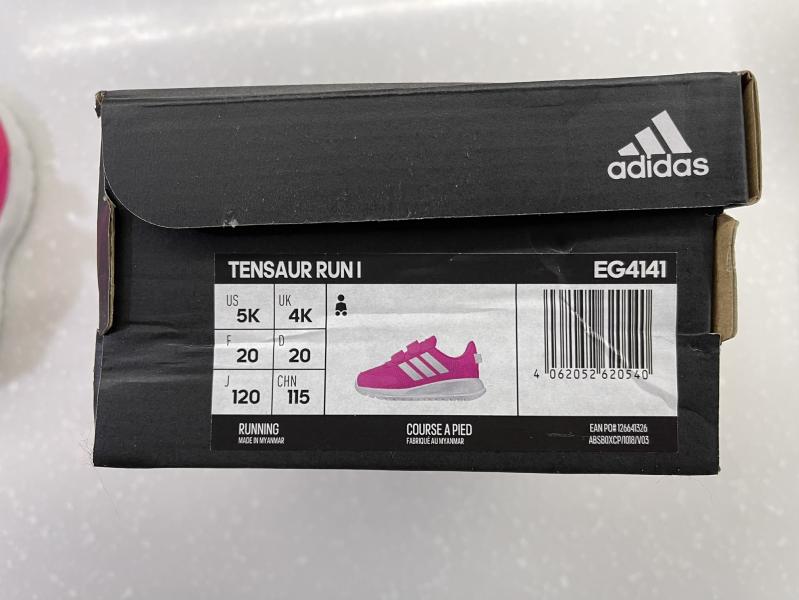 adidas
TENSAUR RUN I EG4141
US 5K UK 4K
F 20 D 20
J 120 CHN 115
4 062052 620540
RUNNING COURSE A PIED EAN PO# 126641326
MADE IN MYANMAR FABRIQUÉ AU MYANMAR ABSBOXCP/1018/V03